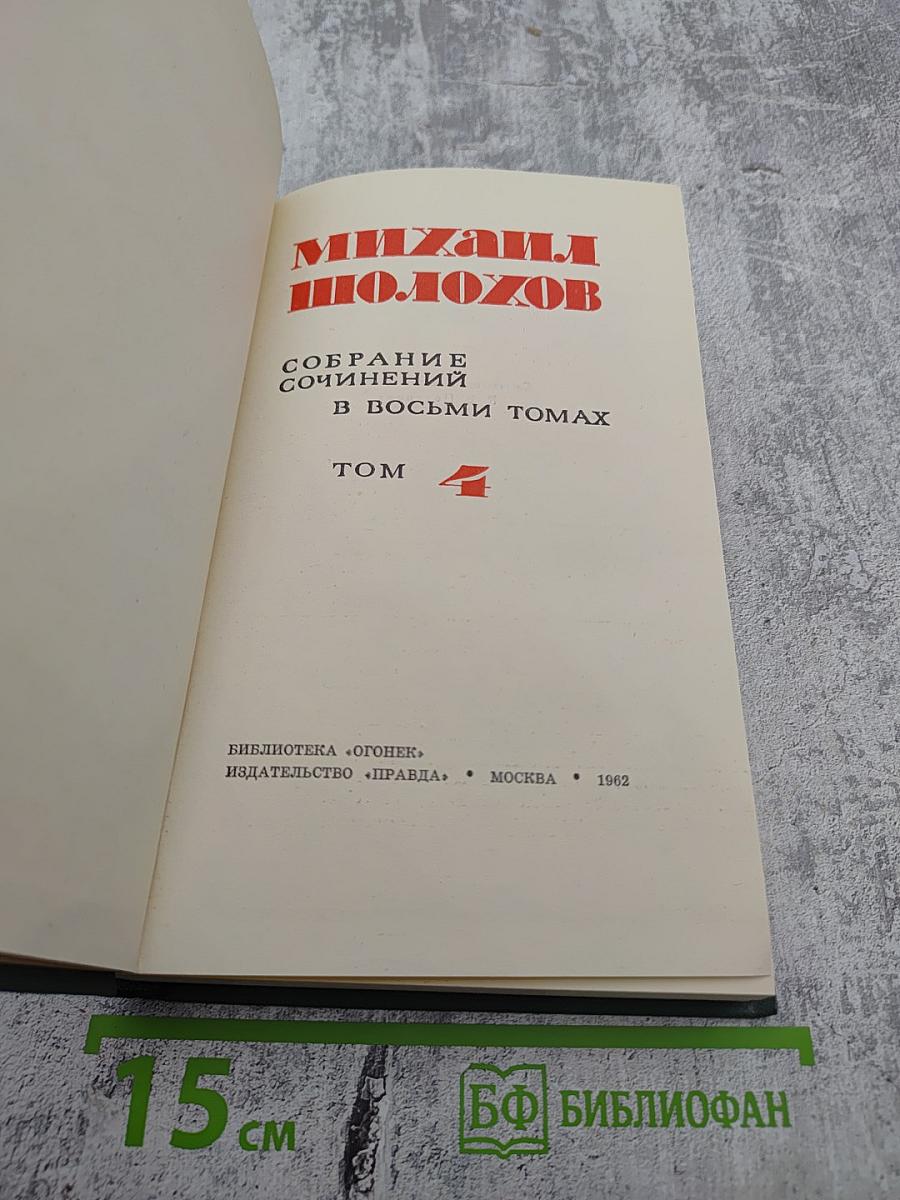 МИХАИЛ
ШОЛОХОВ
СОБРАНИЕ
СОЧИНЕНИЙ
В ВОСЬМИ ТОМАХ
ТОМ 4
БИБЛИОТЕКА «ОГОНЕК»
ИЗДАТЕЛЬСТВО «ПРАВДА» • МОСКВА • 1962
15 см
БФ БИБЛИОФАН